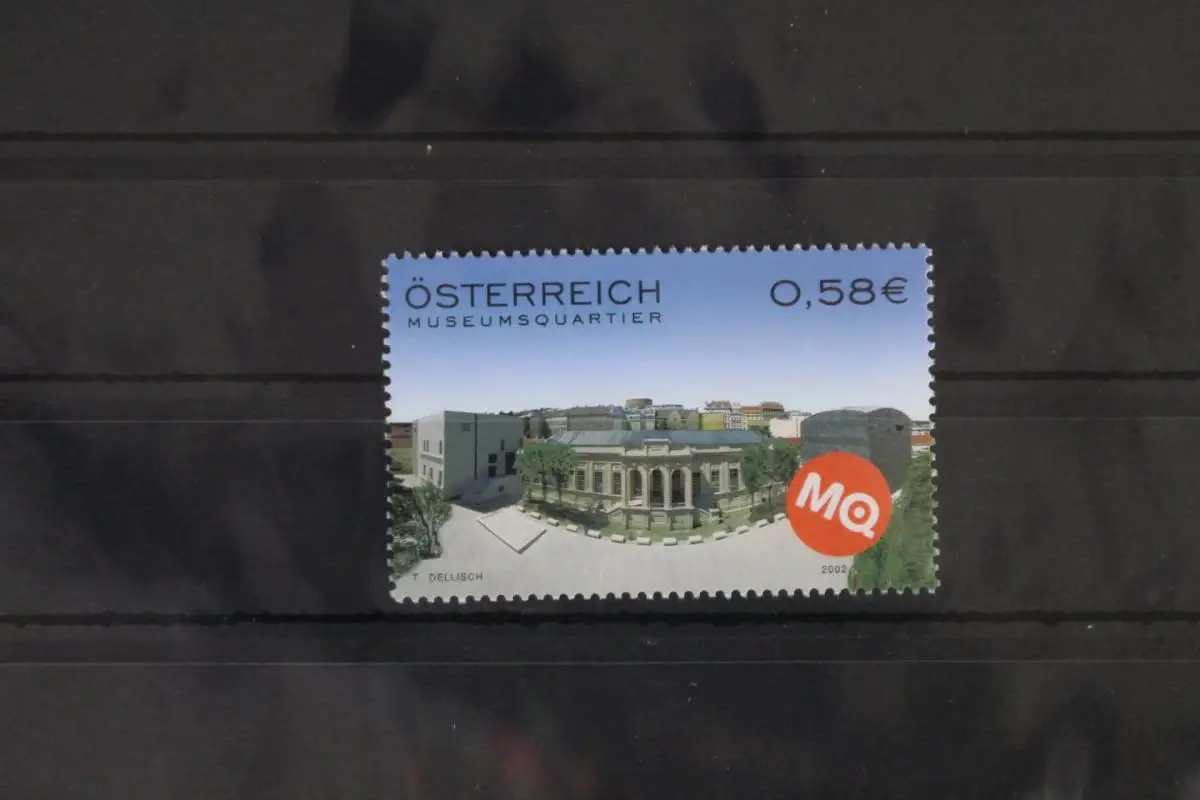 ÖSTERREICH
0,58€
MUSEUMSQUARTIER
MQ
T DELLISCH
2002